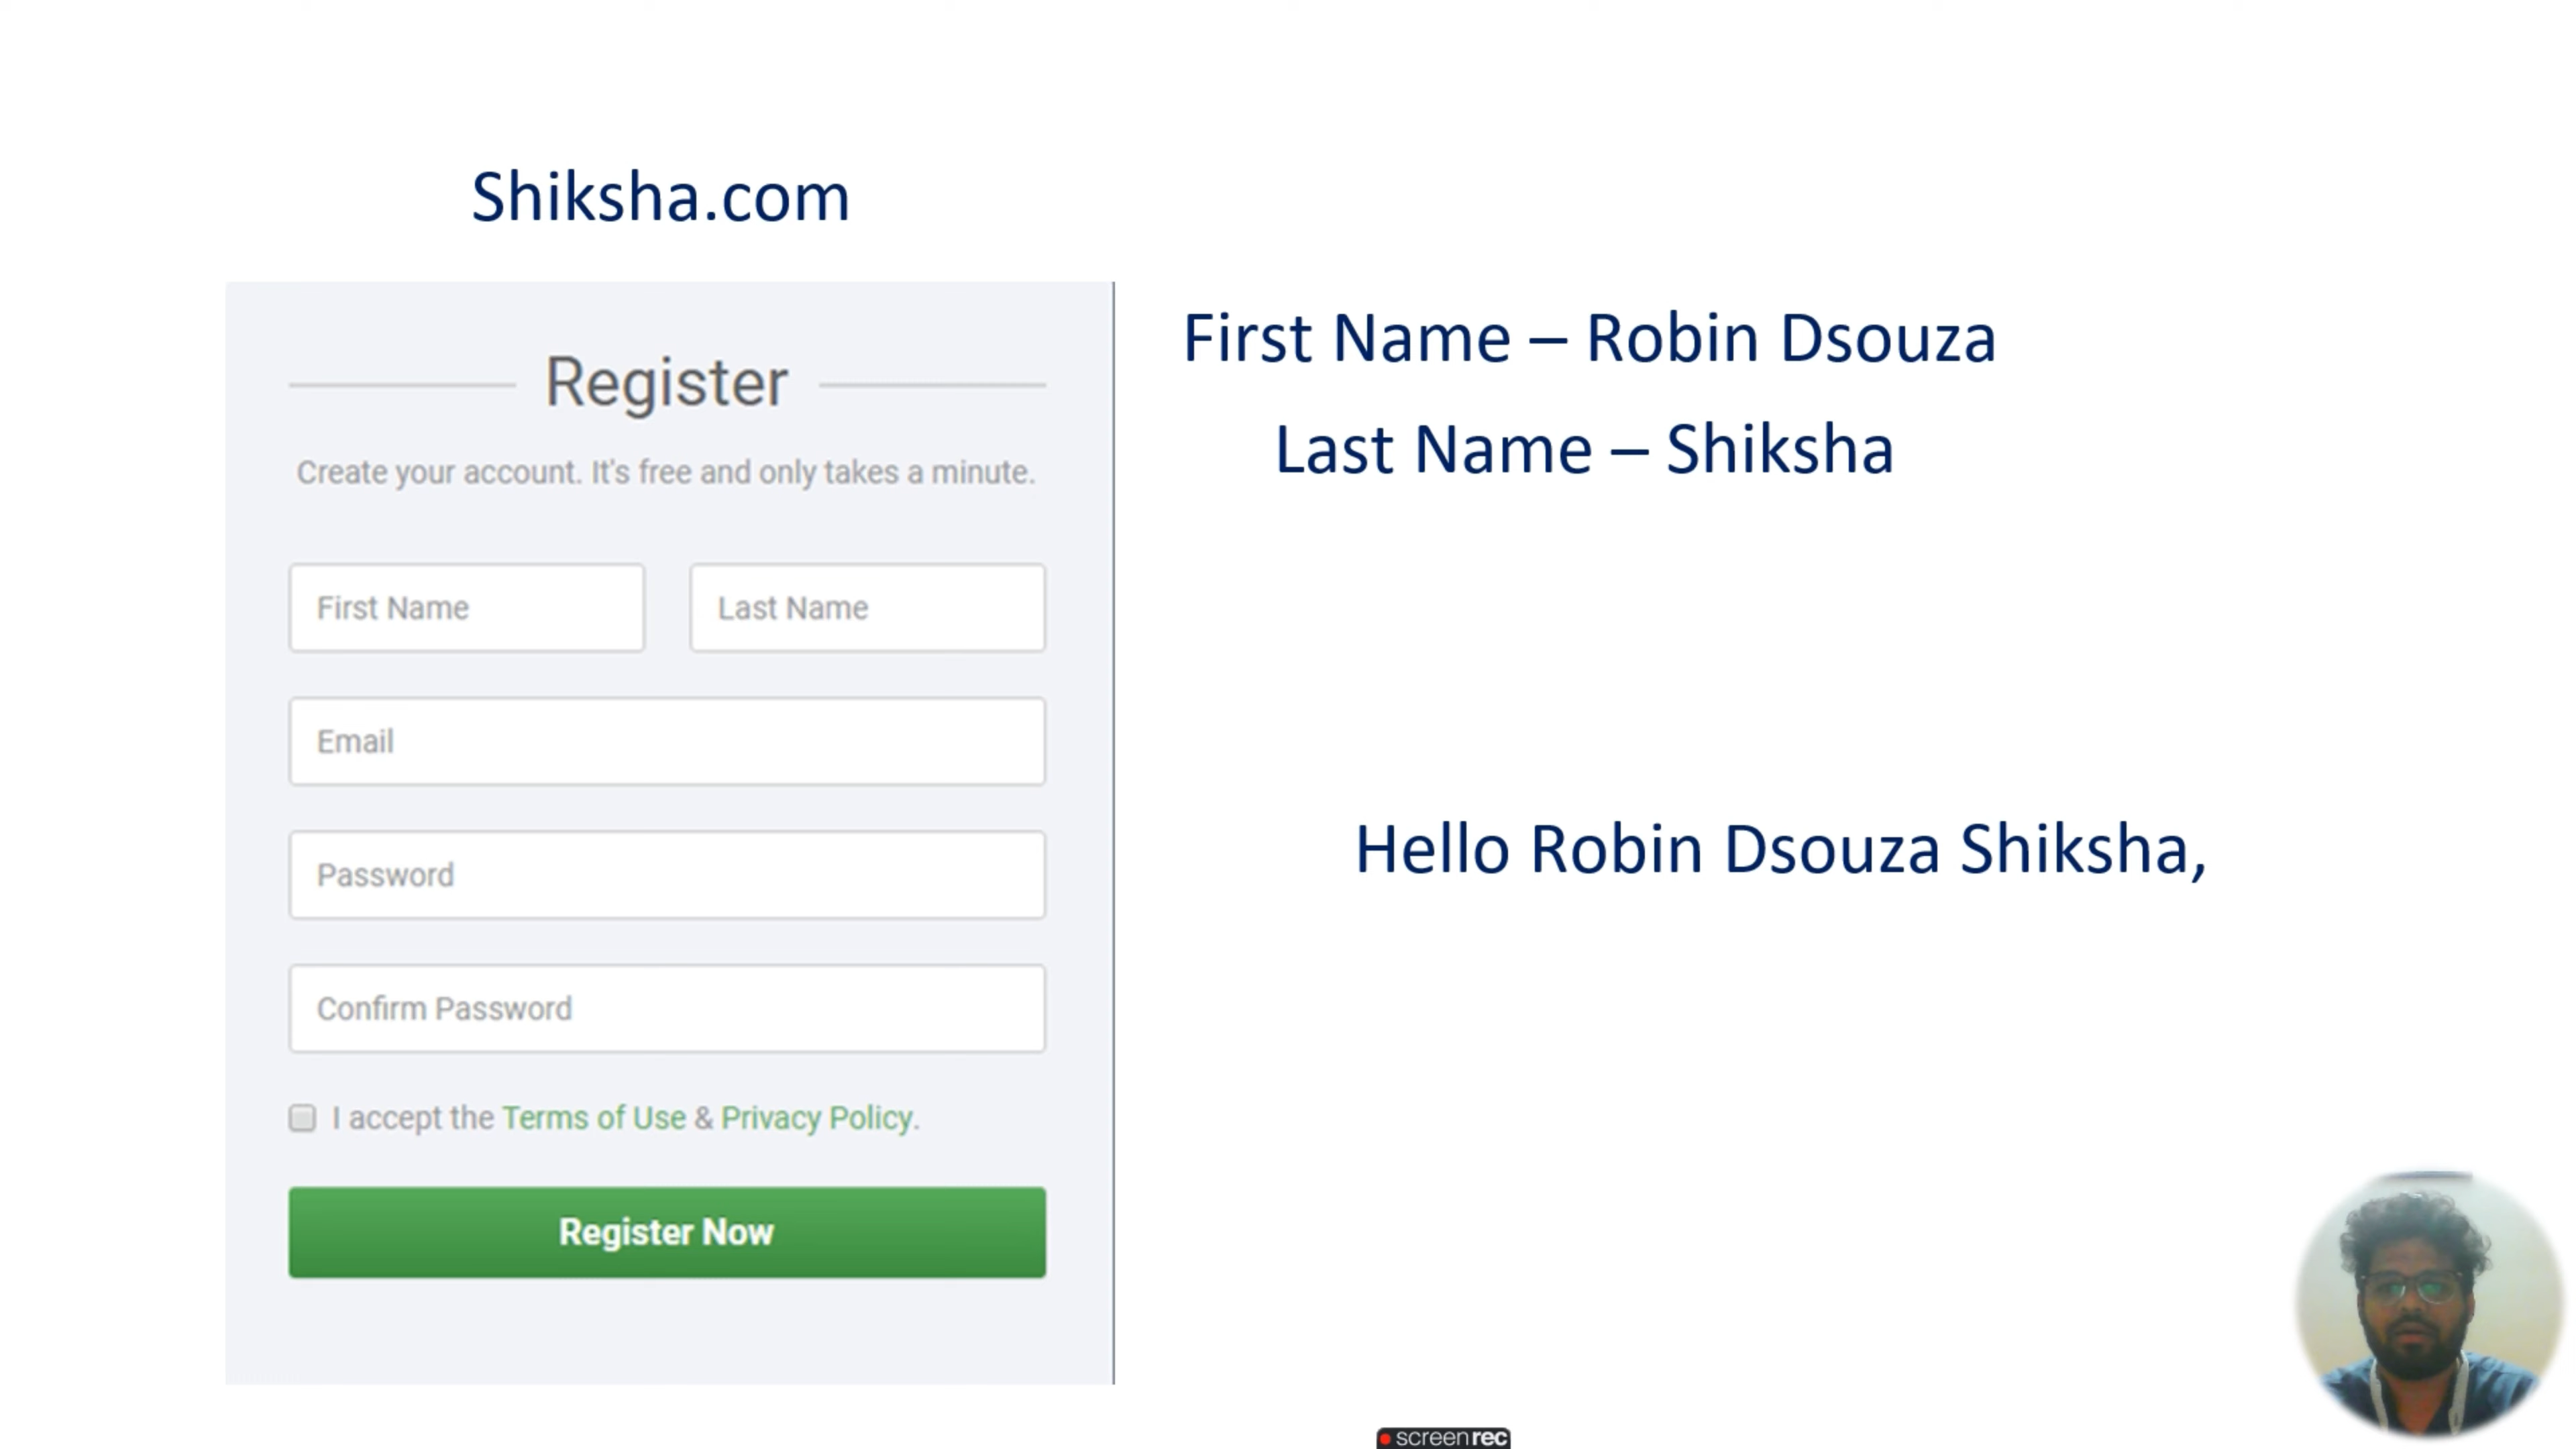 Shiksha.com
Register
Create your account. It's free and only takes a minute.
First Name
Last Name
Email
Password
Confirm Password
I accept the Terms of Use & Privacy Policy.
Register Now
First Name – Robin Dsouza
Last Name – Shiksha
Hello Robin Dsouza Shiksha,
screenrec